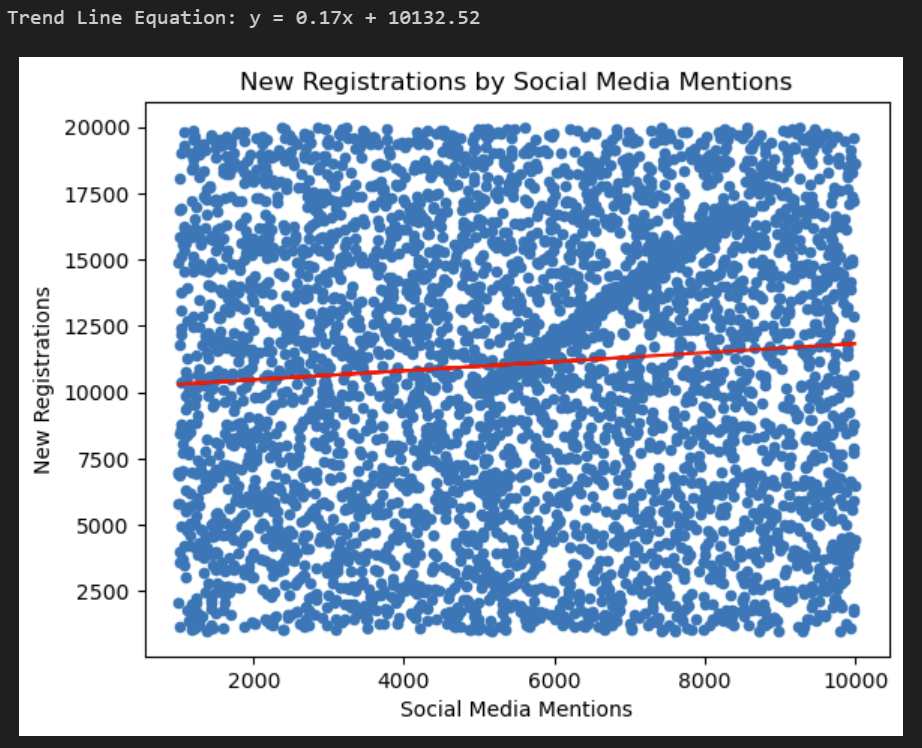 Trend Line Equation: y = 0.17x + 10132.52
New Registrations by Social Media Mentions
20000
17500
15000
12500
10000
7500
5000
2500
New Registrations
2000 4000 6000 8000 10000
Social Media Mentions